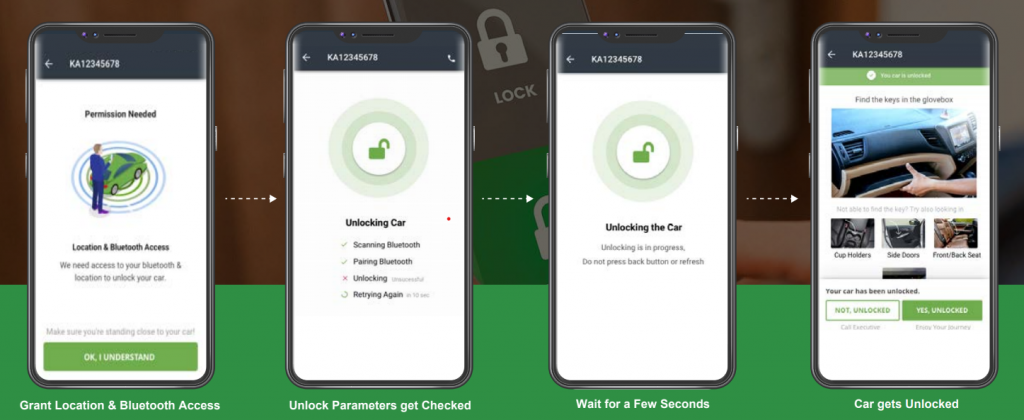 LOCK
KA12345678
Permission Needed
Location & Bluetooth Access
We need access to your bluetooth &
location to unlock your car.
Make sure you're standing close to your car!
OK, I UNDERSTAND
Grant Location & Bluetooth Access
KA12345678
Unlocking Car
Scanning Bluetooth
Pairing Bluetooth
Unlocking Unsuccessful
Retrying Again in 10 sec
Unlock Parameters get Checked
KA12345678
Unlocking the Car
Unlocking is in progress,
Do not press back button or refresh
Wait for a Few Seconds
KA12345678
You car is unlocked
Find the keys in the glovebox
Not able to find the key? Try also looking in
Cup Holders
Side Doors
Front/Back Seat
Your car has been unlocked.
NOT, UNLOCKED
YES, UNLOCKED
Call Executive
Enjoy Your Journey
Car gets Unlocked